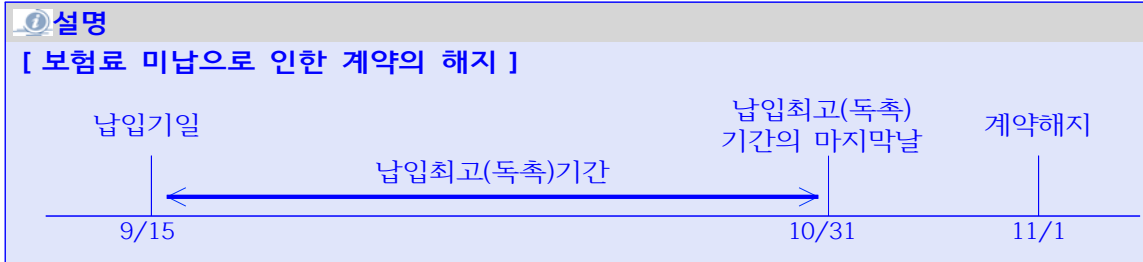 설명
[ 보험료 미납으로 인한 계약의 해지 ]
납입기일
납입최고(독촉)
기간의 마지막날
계약해지
납입최고(독촉)기간
9/15
10/31
11/1